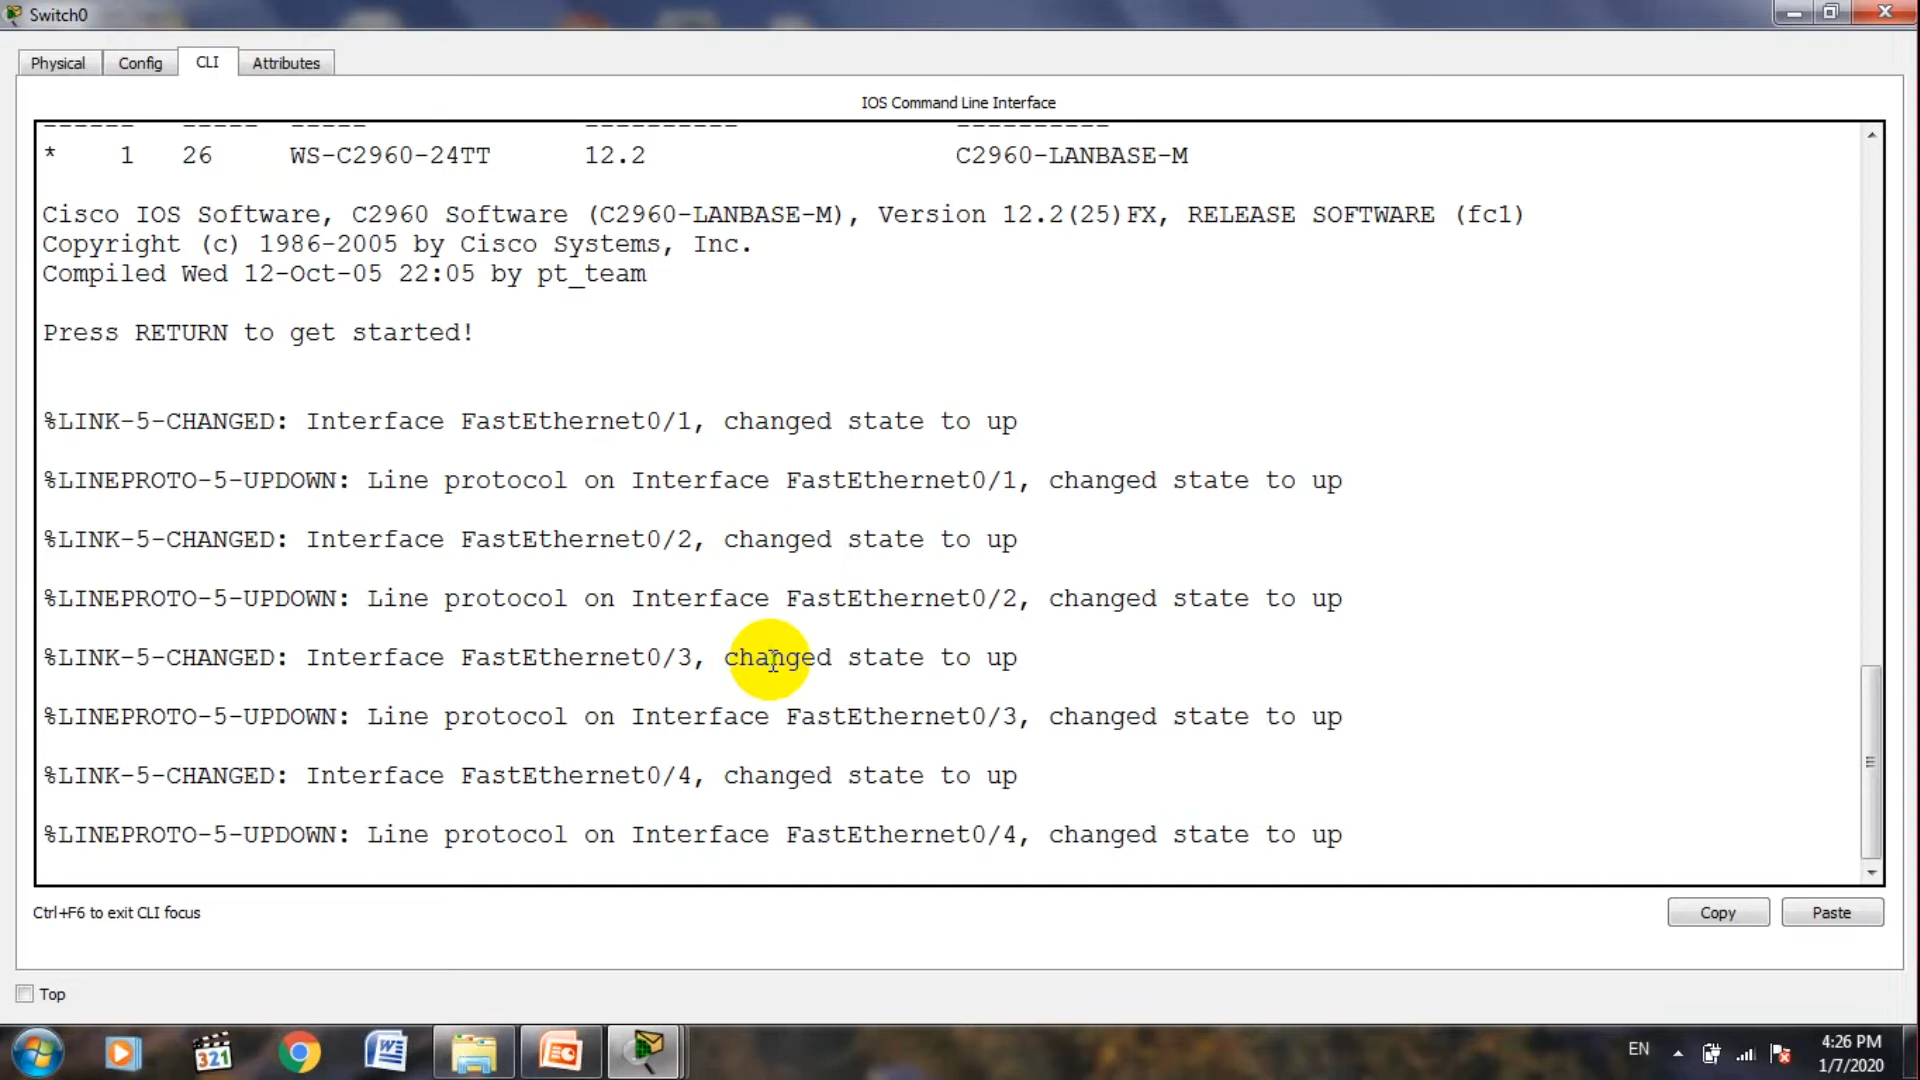 Switch0
Physical Config CLI Attributes
IOS Command Line Interface
------ ----- ----- ---------- ----------
* 1 26 WS-C2960-24TT 12.2 C2960-LANBASE-M
Cisco IOS Software, C2960 Software (C2960-LANBASE-M), Version 12.2(25)FX, RELEASE SOFTWARE (fc1)
Copyright (c) 1986-2005 by Cisco Systems, Inc.
Compiled Wed 12-Oct-05 22:05 by pt_team
Press RETURN to get started!
%LINK-5-CHANGED: Interface FastEthernet0/1, changed state to up
%LINEPROTO-5-UPDOWN: Line protocol on Interface FastEthernet0/1, changed state to up
%LINK-5-CHANGED: Interface FastEthernet0/2, changed state to up
%LINEPROTO-5-UPDOWN: Line protocol on Interface FastEthernet0/2, changed state to up
%LINK-5-CHANGED: Interface FastEthernet0/3, changed state to up
%LINEPROTO-5-UPDOWN: Line protocol on Interface FastEthernet0/3, changed state to up
%LINK-5-CHANGED: Interface FastEthernet0/4, changed state to up
%LINEPROTO-5-UPDOWN: Line protocol on Interface FastEthernet0/4, changed state to up
Ctrl+F6 to exit CLI focus
Copy Paste
Top
321
EN
4:26 PM
1/7/2020